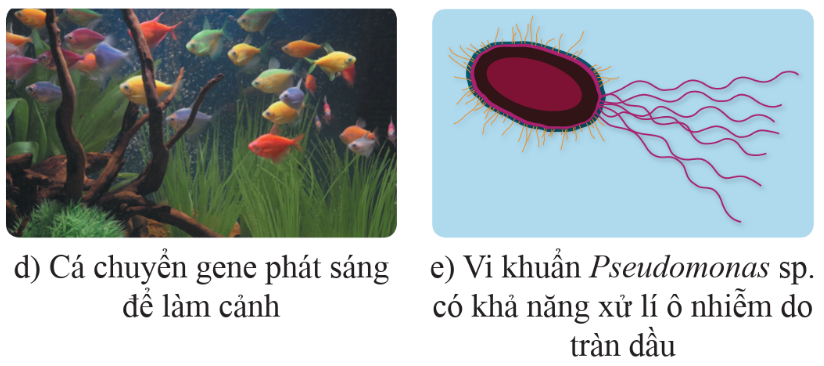 d) Cá chuyển gene phát sáng
để làm cảnh
e) Vi khuẩn Pseudomonas sp.
có khả năng xử lí ô nhiễm do
tràn dầu